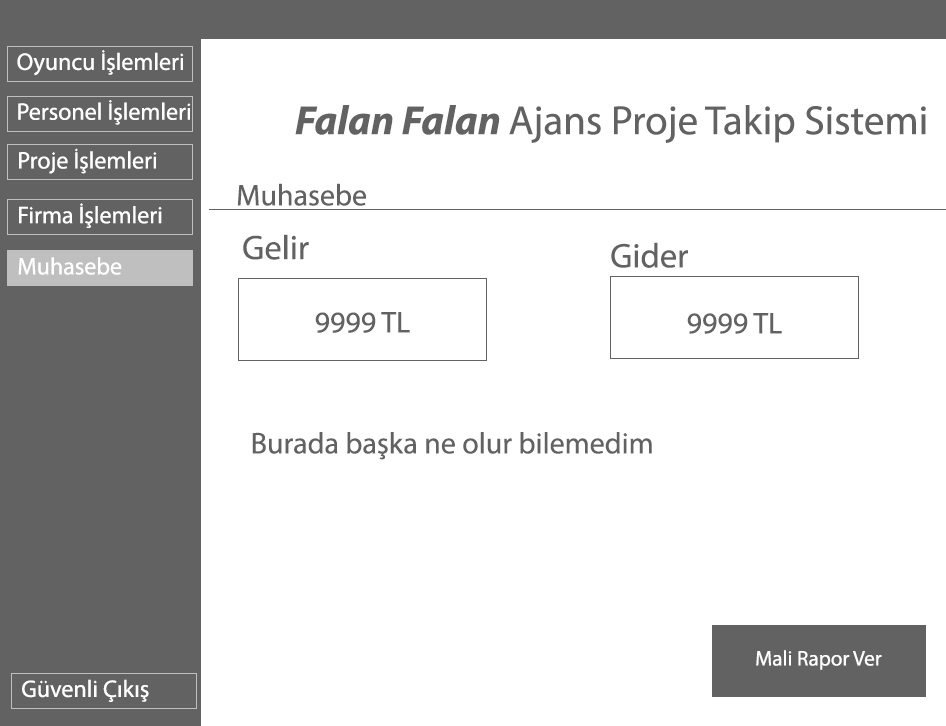 Oyuncu İşlemleri
Personel İşlemleri
Proje İşlemleri
Firma İşlemleri
Muhasebe
Güvenli Çıkış
Falan Falan Ajans Proje Takip Sistemi
Muhasebe
Gelir
9999 TL
Gider
9999 TL
Burada başka ne olur bilemedim
Mali Rapor Ver